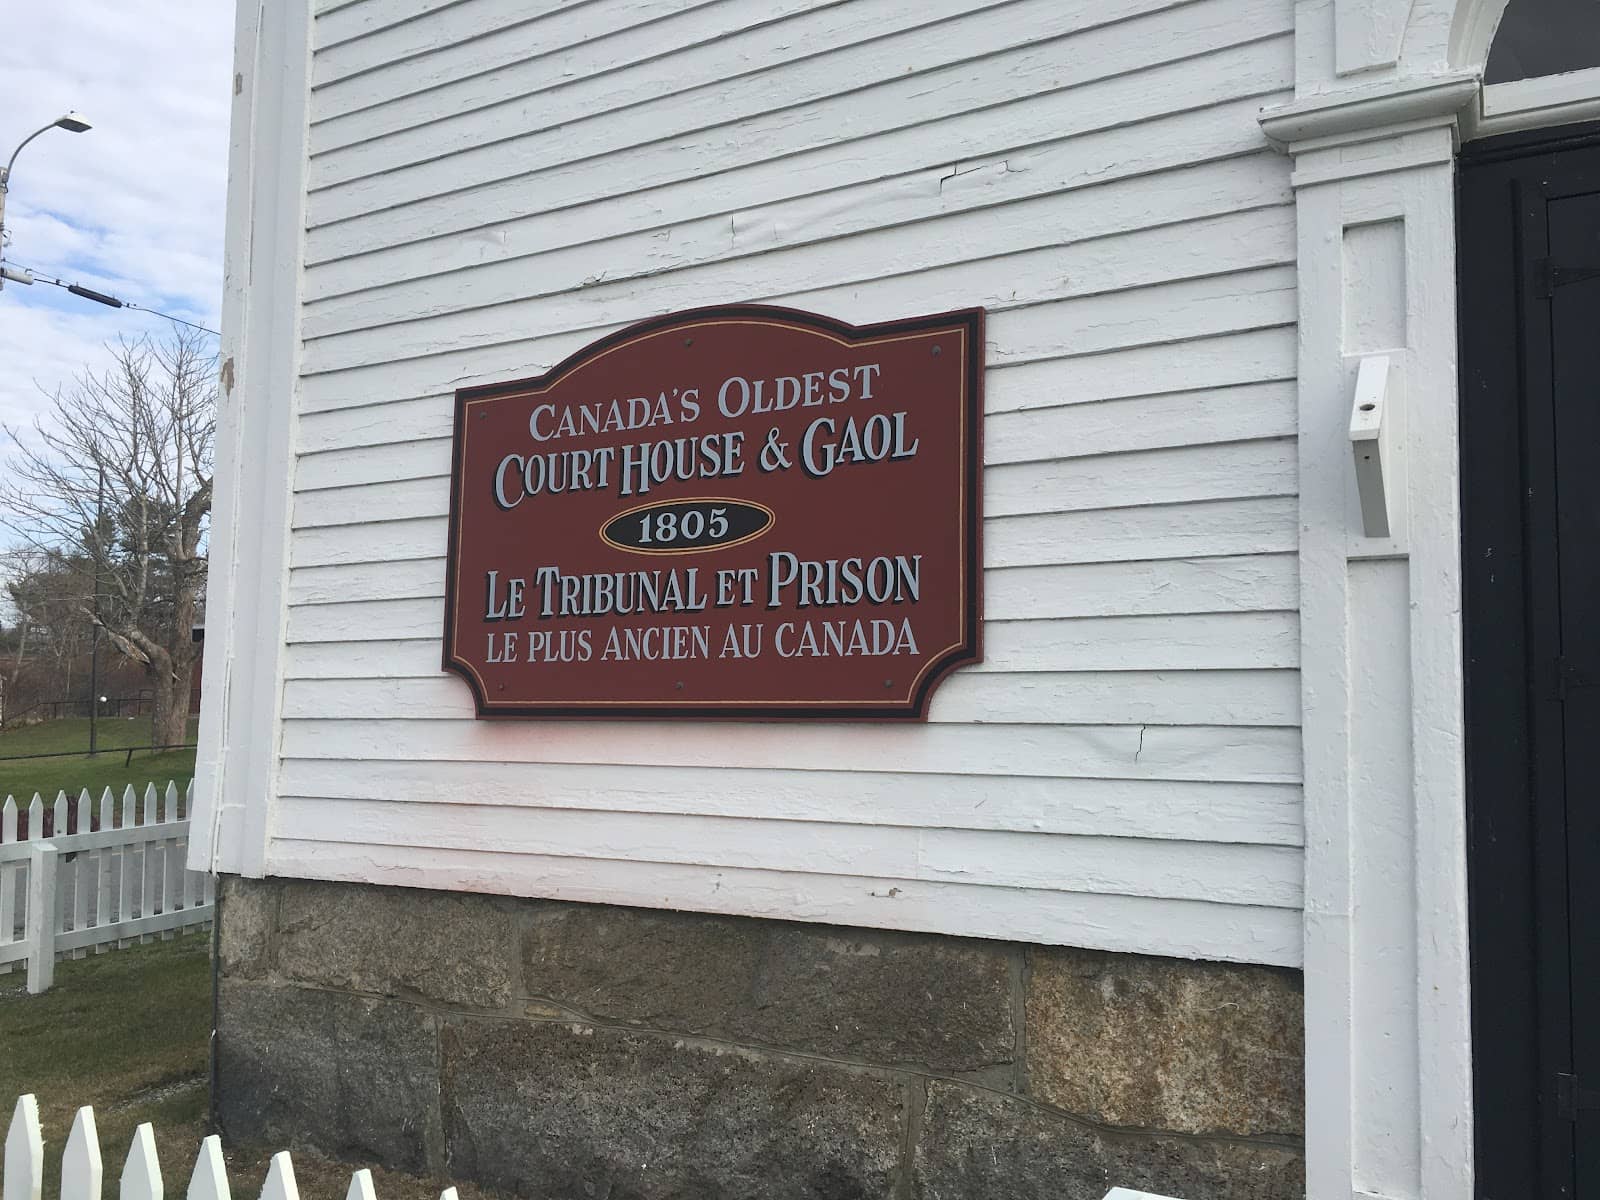 CANADA'S OLDEST
COURT HOUSE & GAOL
1805
LE TRIBUNAL ET PRISON
LE PLUS ANCIEN AU CANADA